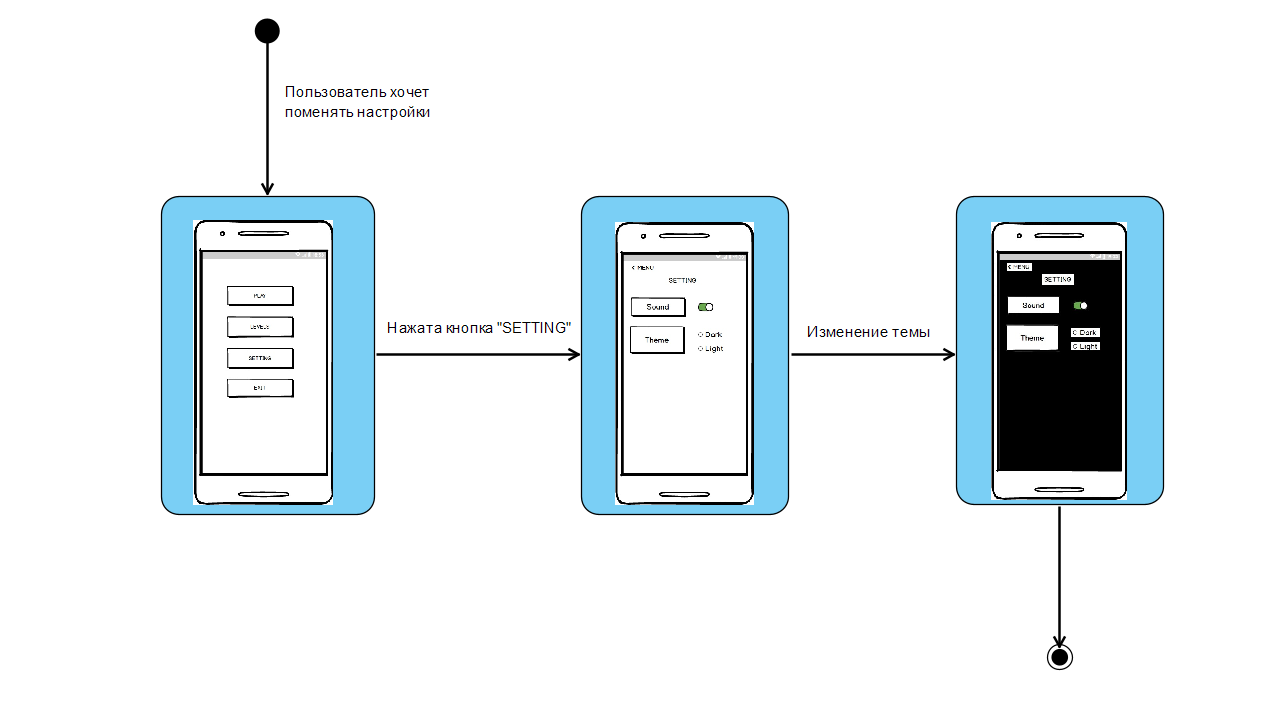 Пользователь хочет
поменять настройки
PLAY
LEVELS
SETTING
EXIT
Нажата кнопка "SETTING"
< MENU
SETTING
Sound
Theme
Dark
Light
Изменение темы
< MENU
SETTING
Sound
Theme
Dark
Light